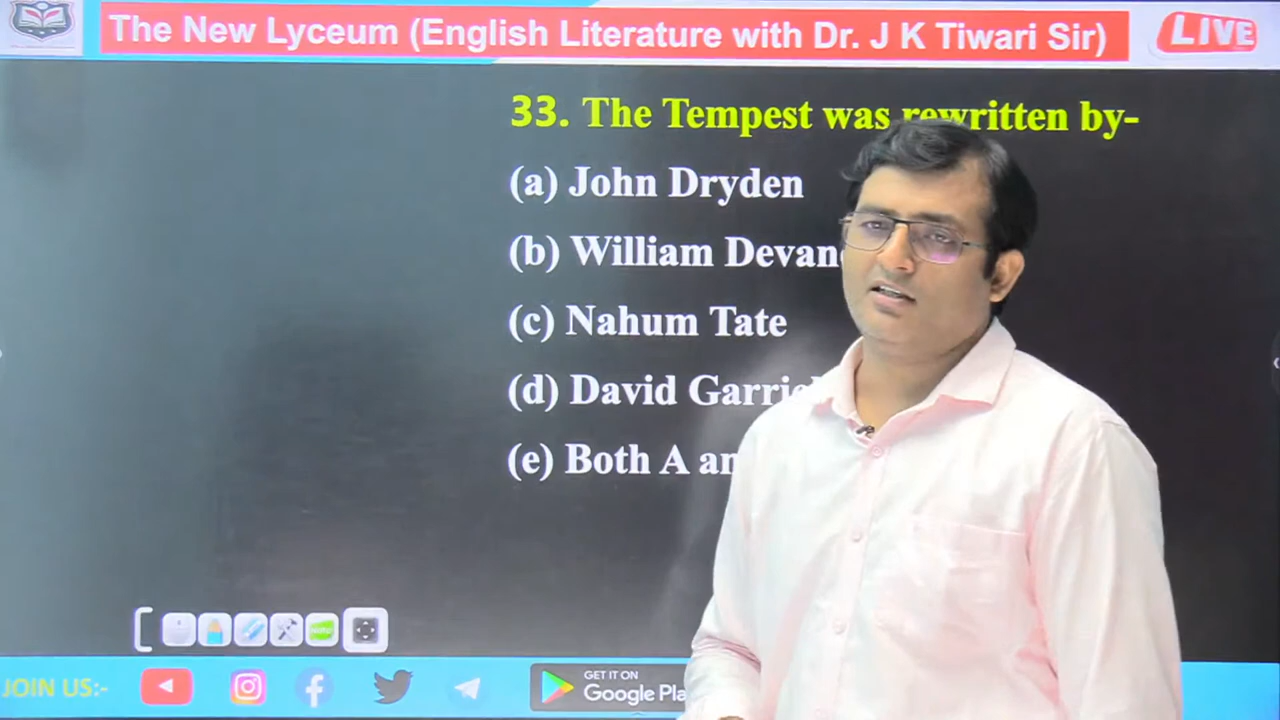 The New Lyceum (English Literature with Dr. J K Tiwari Sir)
LIVE
33. The Tempest was rewritten by-
(a) John Dryden
(b) William
(c) Nahum Tate
(d) David
(e) Both A
JOIN US:-
GET IT ON
Google